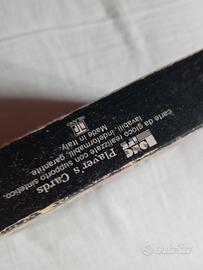 Player's Cards
carte da gioco realizzate con supporto sintetico,
lavabili, indeformabili, garantite.
Made in Italy
subito